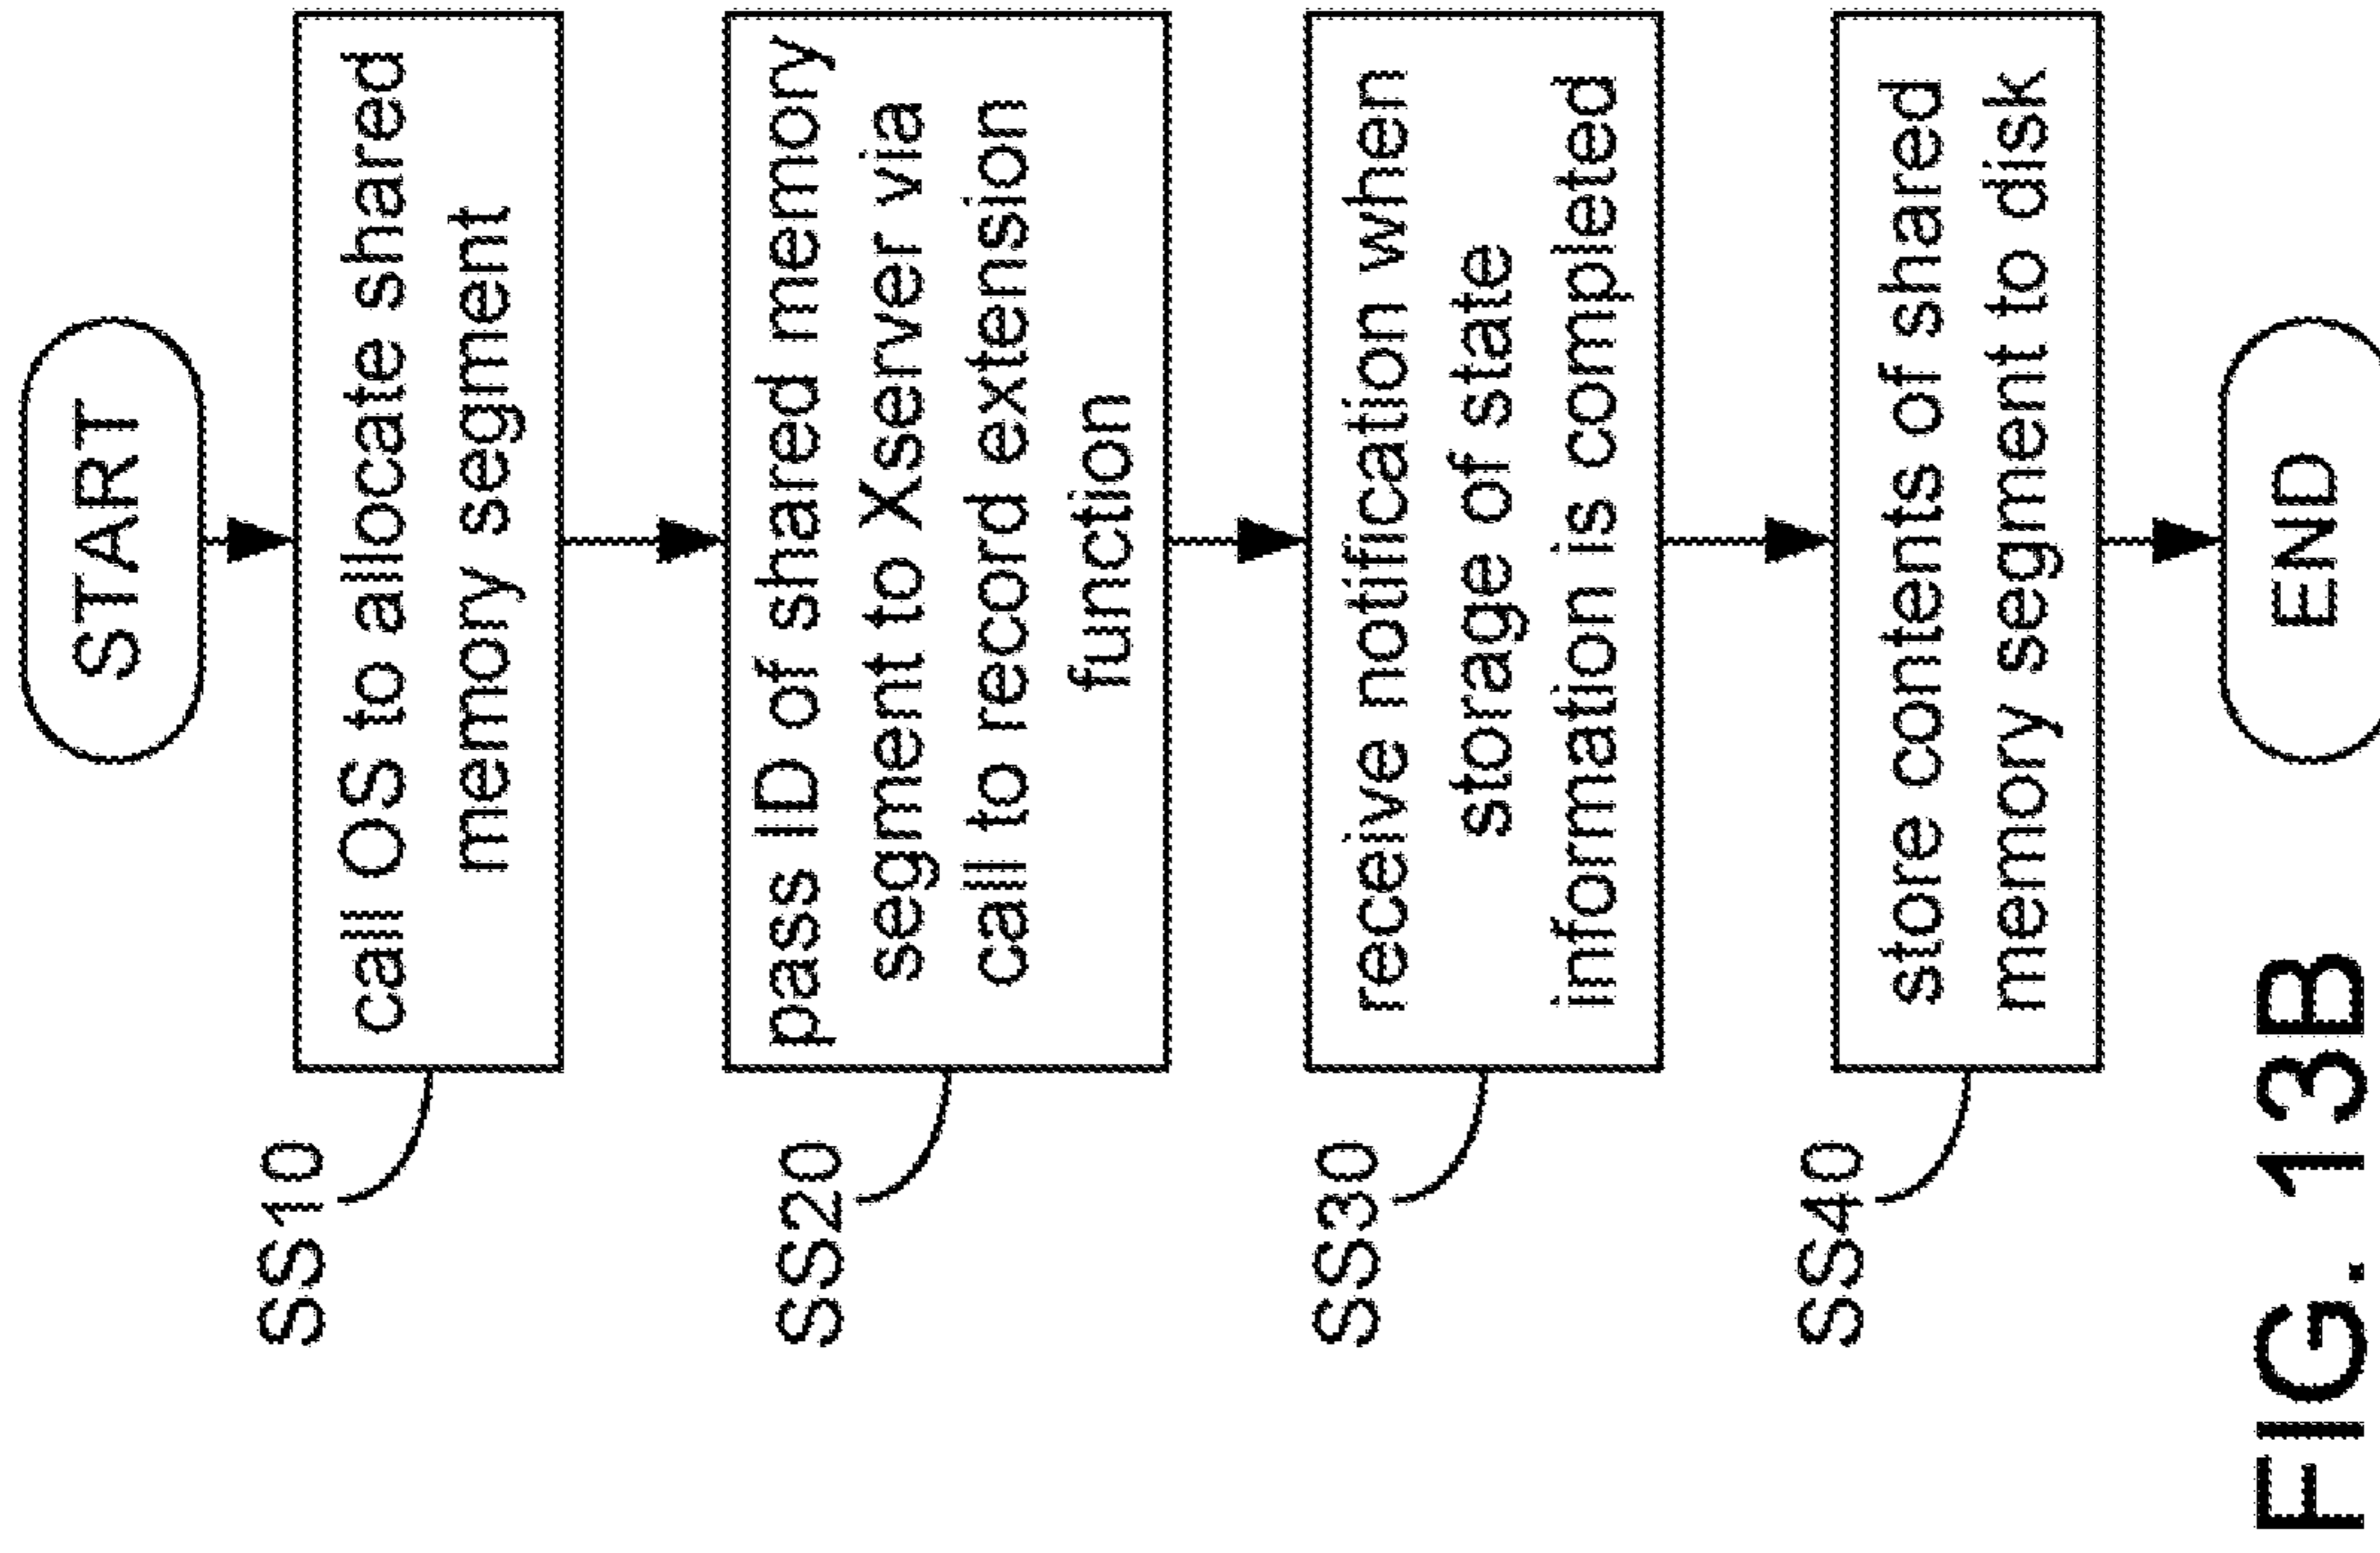 START
SS10
call OS to allocate shared
memory segment
SS20
pass ID of shared memory
segment to Xserver via
call to record extension
function
SS30
receive notification when
storage of state
information is completed
SS40
store contents of shared
memory segment to disk
END
FIG. 13B